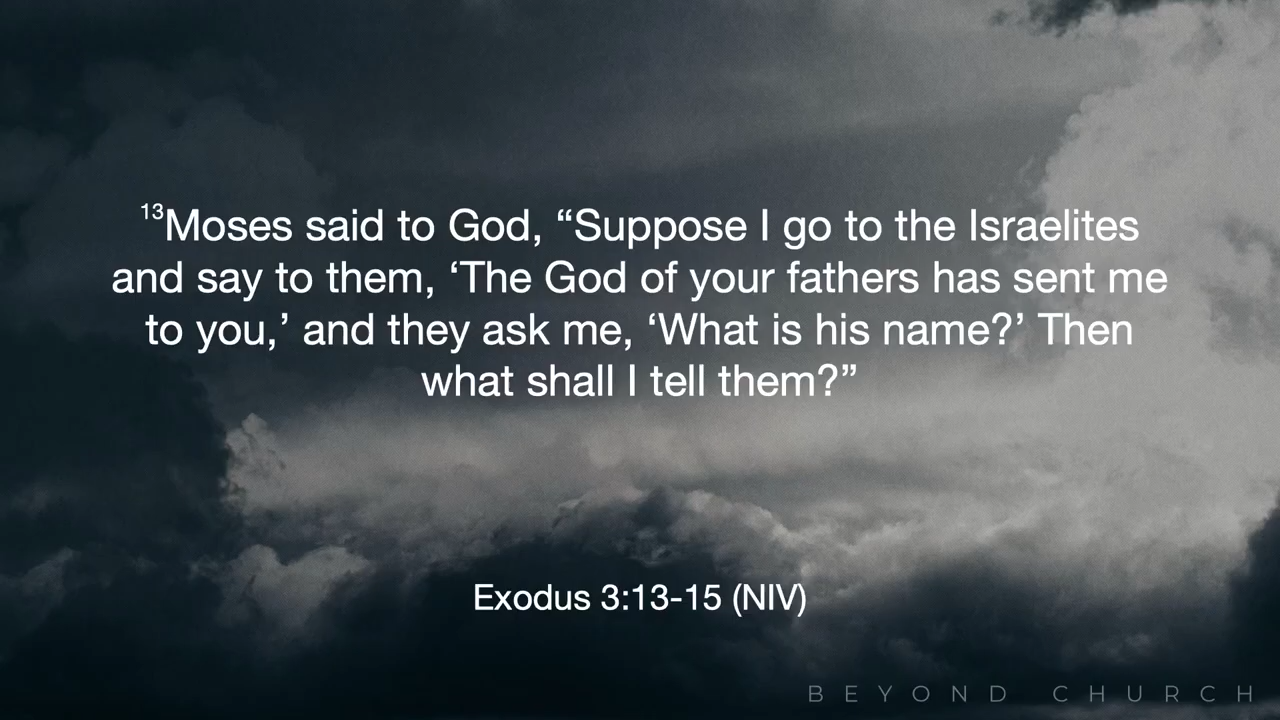 ¹³Moses said to God, “Suppose I go to the Israelites
and say to them, ‘The God of your fathers has sent me
to you,’ and they ask me, ‘What is his name?’ Then
what shall I tell them?”
Exodus 3:13-15 (NIV)
BEYOND CHURCH